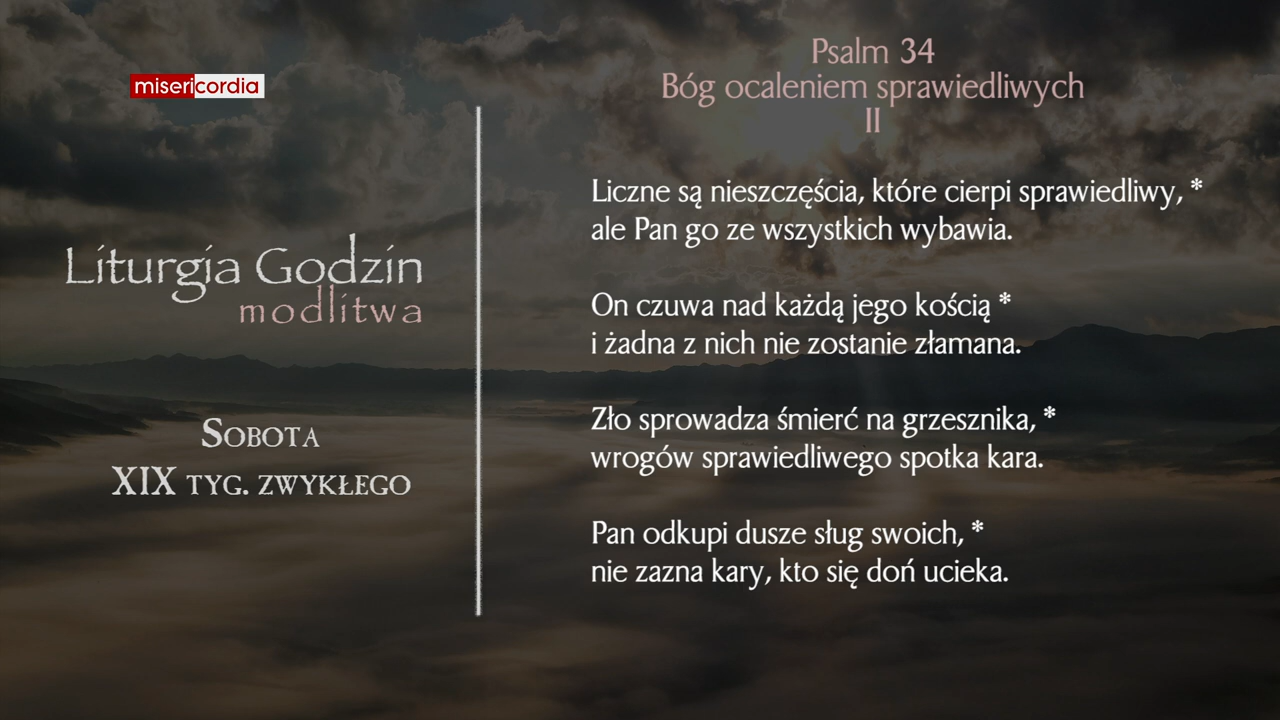 misericordia
Liturgia Godzin
modlitwa
Sobota
XIX tyg. zwykłego
Psalm 34
Bóg ocaleniem sprawiedliwych
II
Liczne są nieszczęścia, które cierpi sprawiedliwy, *
ale Pan go ze wszystkich wybawia.
On czuwa nad każdą jego kością *
i żadna z nich nie zostanie złamana.
Zło sprowadza śmierć na grzesznika, *
wrogów sprawiedliwego spotka kara.
Pan odkupi dusze sług swoich, *
nie zazna kary, kto się doń ucieka.